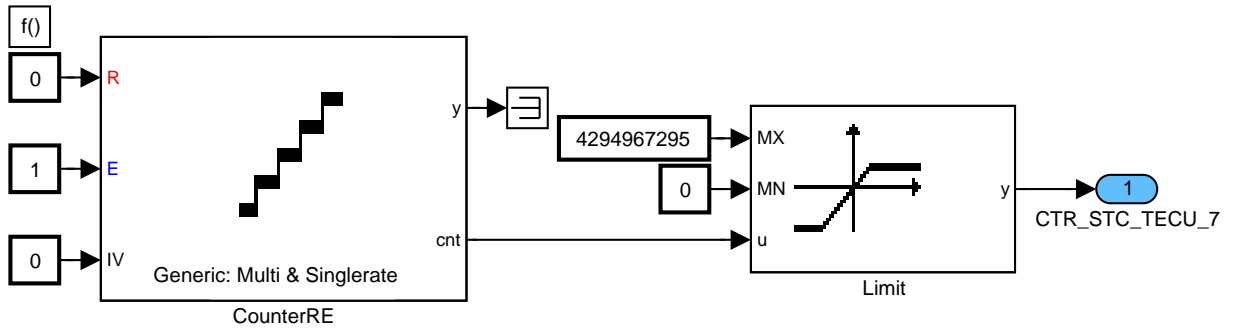 f()
0
R
y
4294967295
MX
1
E
0
MN
y
1
CTR_STC_TECU_7
cnt
u
0
IV
Generic: Multi & Singlerate
Limit
CounterRE